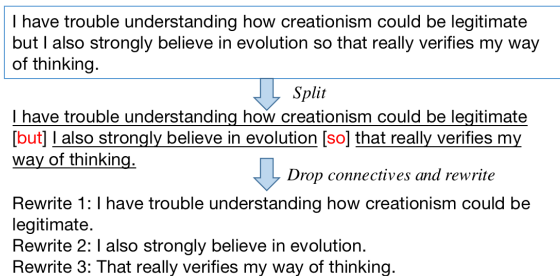 I have trouble understanding how creationism could be legitimate
but I also strongly believe in evolution so that really verifies my way
of thinking.
Split
I have trouble understanding how creationism could be legitimate
[but] I also strongly believe in evolution [so] that really verifies my
way of thinking.
Drop connectives and rewrite
Rewrite 1: I have trouble understanding how creationism could be
legitimate.
Rewrite 2: I also strongly believe in evolution.
Rewrite 3: That really verifies my way of thinking.